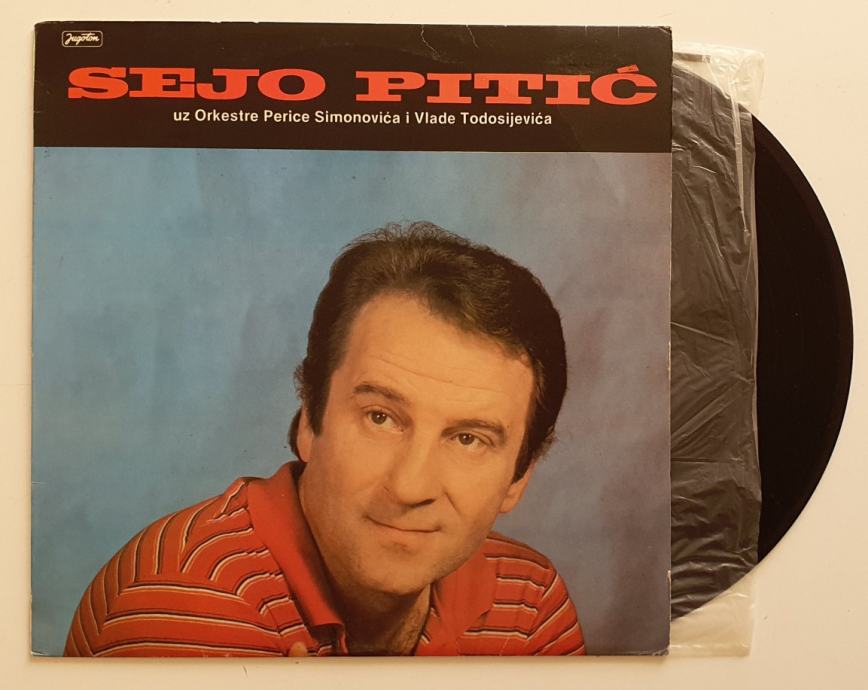 Jugoton
SEJO PITIĆ
uz Orkestre Perice Simonovića i Vlade Todosijevića